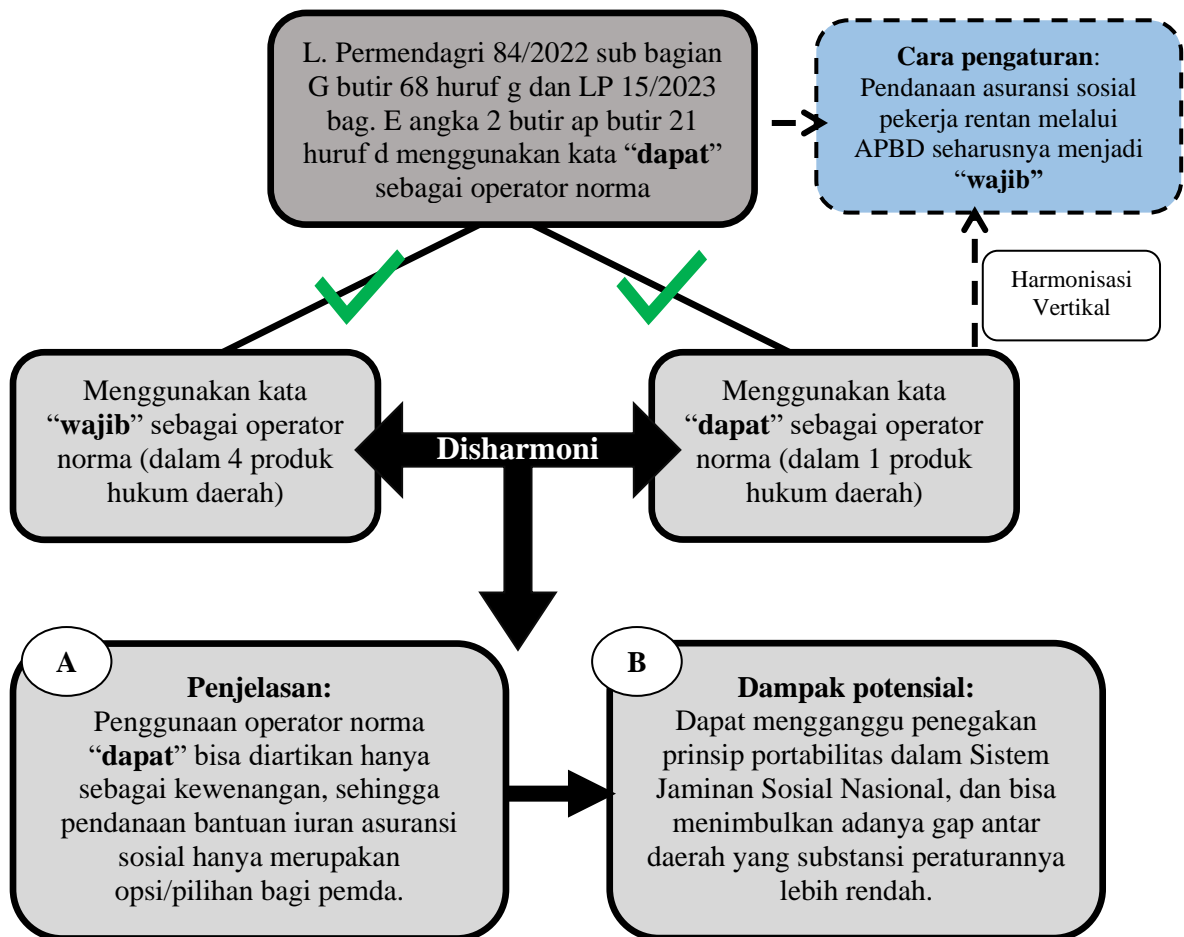 L. Permendagri 84/2022 sub bagian
G butir 68 huruf g dan LP 15/2023
bag. E angka 2 butir ap butir 21
huruf d menggunakan kata “dapat”
sebagai operator norma
Cara pengaturan:
Pendanaan asuransi sosial
pekerja rentan melalui
APBD seharusnya menjadi
“wajib”
Harmonisasi
Vertikal
Menggunakan kata
“wajib” sebagai operator
norma (dalam 4 produk
hukum daerah)
Disharmoni
Menggunakan kata
“dapat” sebagai operator
norma (dalam 1 produk
hukum daerah)
A
Penjelasan:
Penggunaan operator norma
“dapat” bisa diartikan hanya
sebagai kewenangan, sehingga
pendanaan bantuan iuran asuransi
sosial hanya merupakan
opsi/pilihan bagi pemda.
B
Dampak potensial:
Dapat mengganggu penegakan
prinsip portabilitas dalam Sistem
Jaminan Sosial Nasional, dan bisa
menimbulkan adanya gap antar
daerah yang substansi peraturannya
lebih rendah.